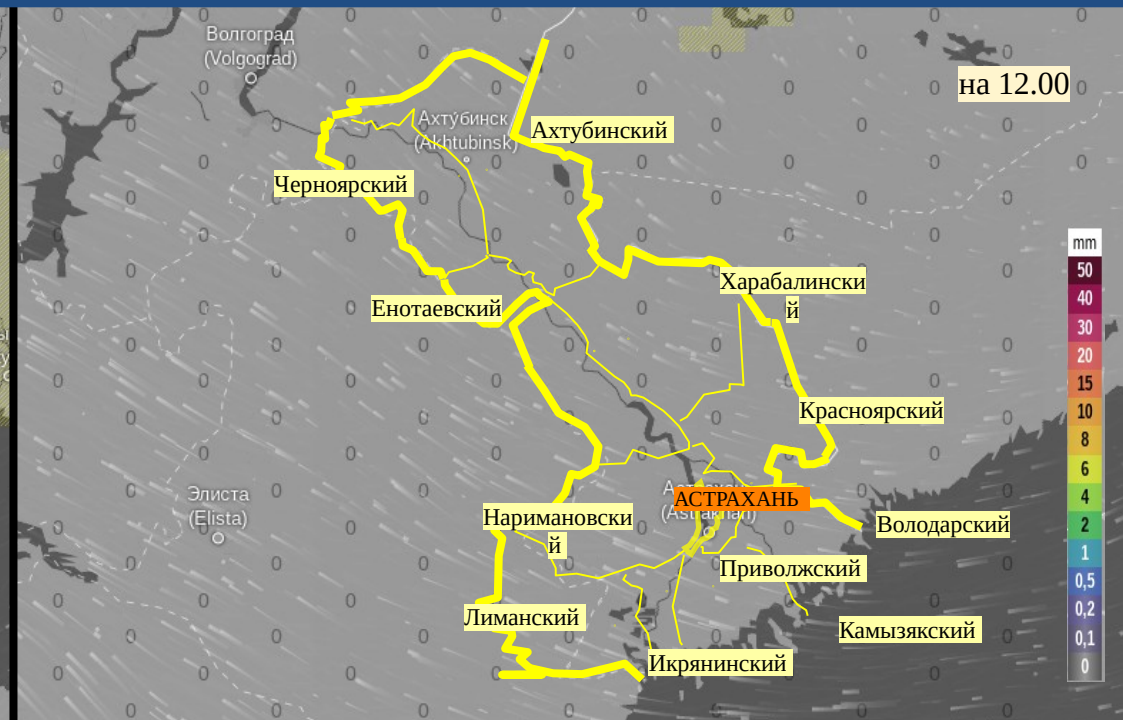 Волгоград
(Volgograd)
на 12.00
Ахту́бинск
(Akhtubinsk)
Ахтубинский
Черноярский
Харабалински
й
Енотаевский
Красноярский
Элиста
(Elista)
АСТРАХАНЬ
Наримановски
й
Володарский
Приволжский
Лиманский
Камызякский
Икрянинский
mm
50
40
30
20
15
10
8
6
4
2
1
0,5
0,2
0,1
0